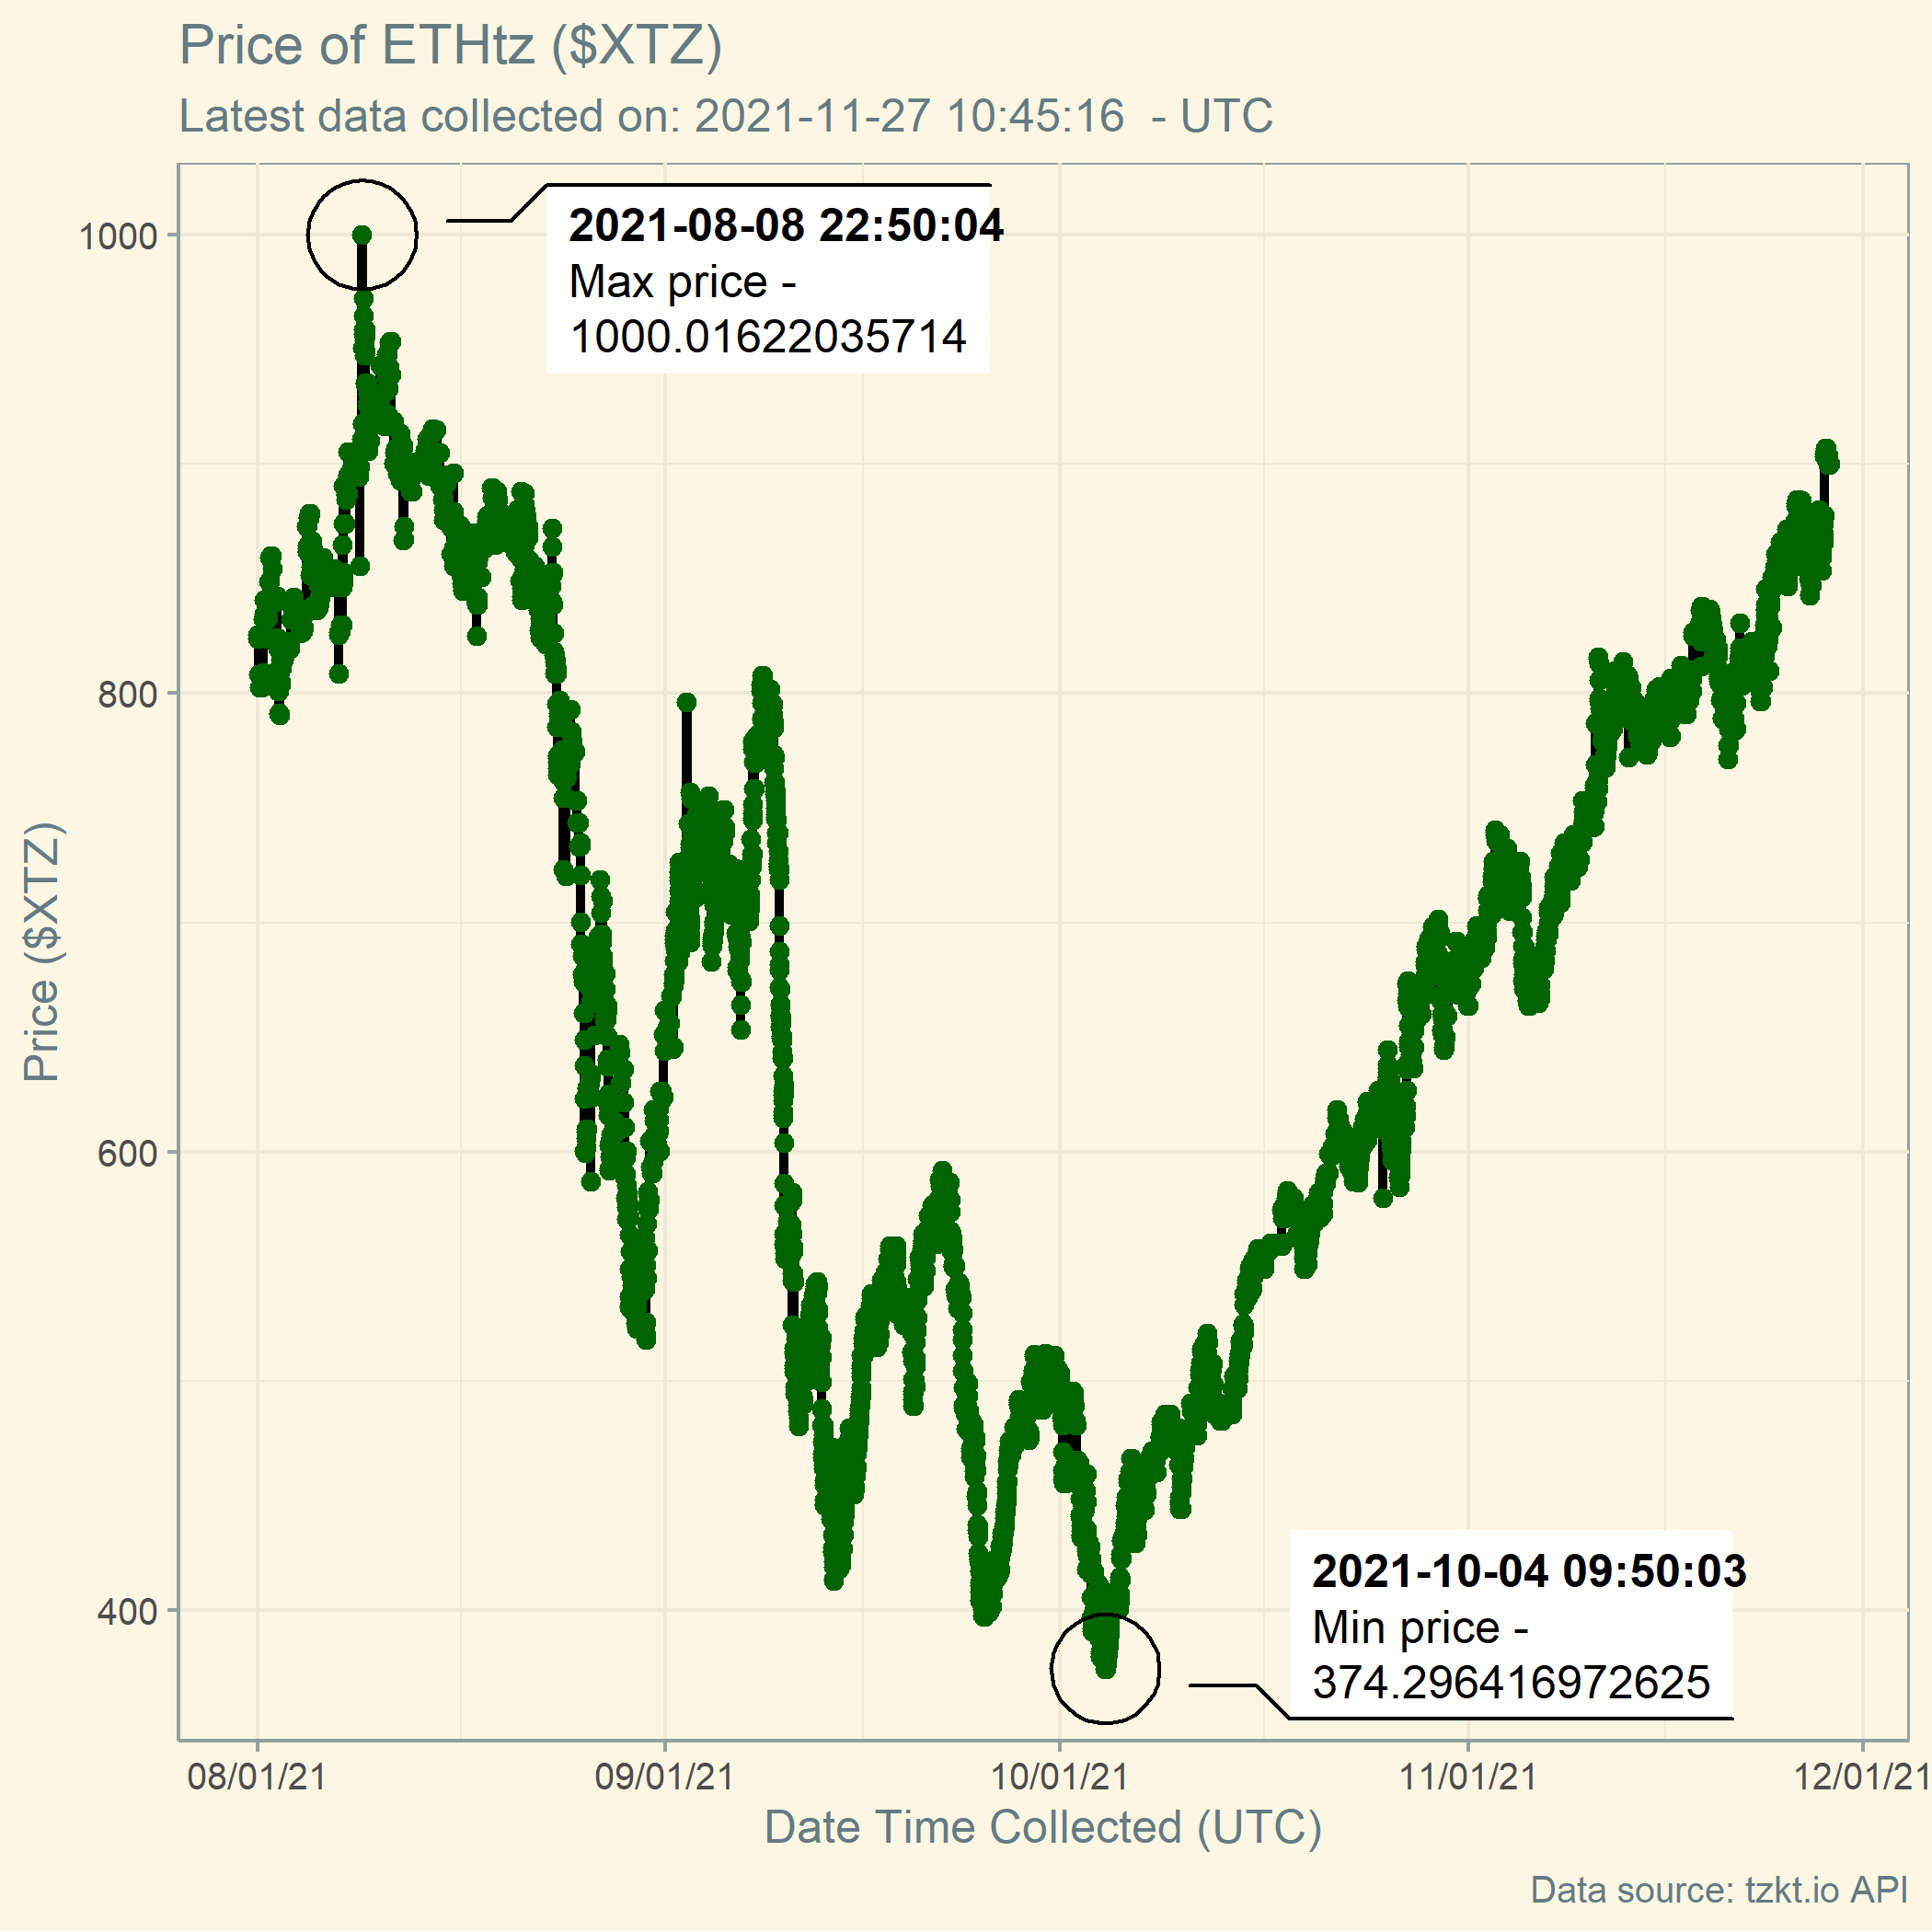 Price of ETHtz ($XTZ)
Latest data collected on: 2021-11-27 10:45:16  - UTC
2021-08-08 22:50:04
Max price -
1000.01622035714
1000
800
600
400
Price ($XTZ)
2021-10-04 09:50:03
Min price -
374.296416972625
08/01/21
09/01/21
10/01/21
11/01/21
12/01/21
Date Time Collected (UTC)
Data source: tzkt.io API